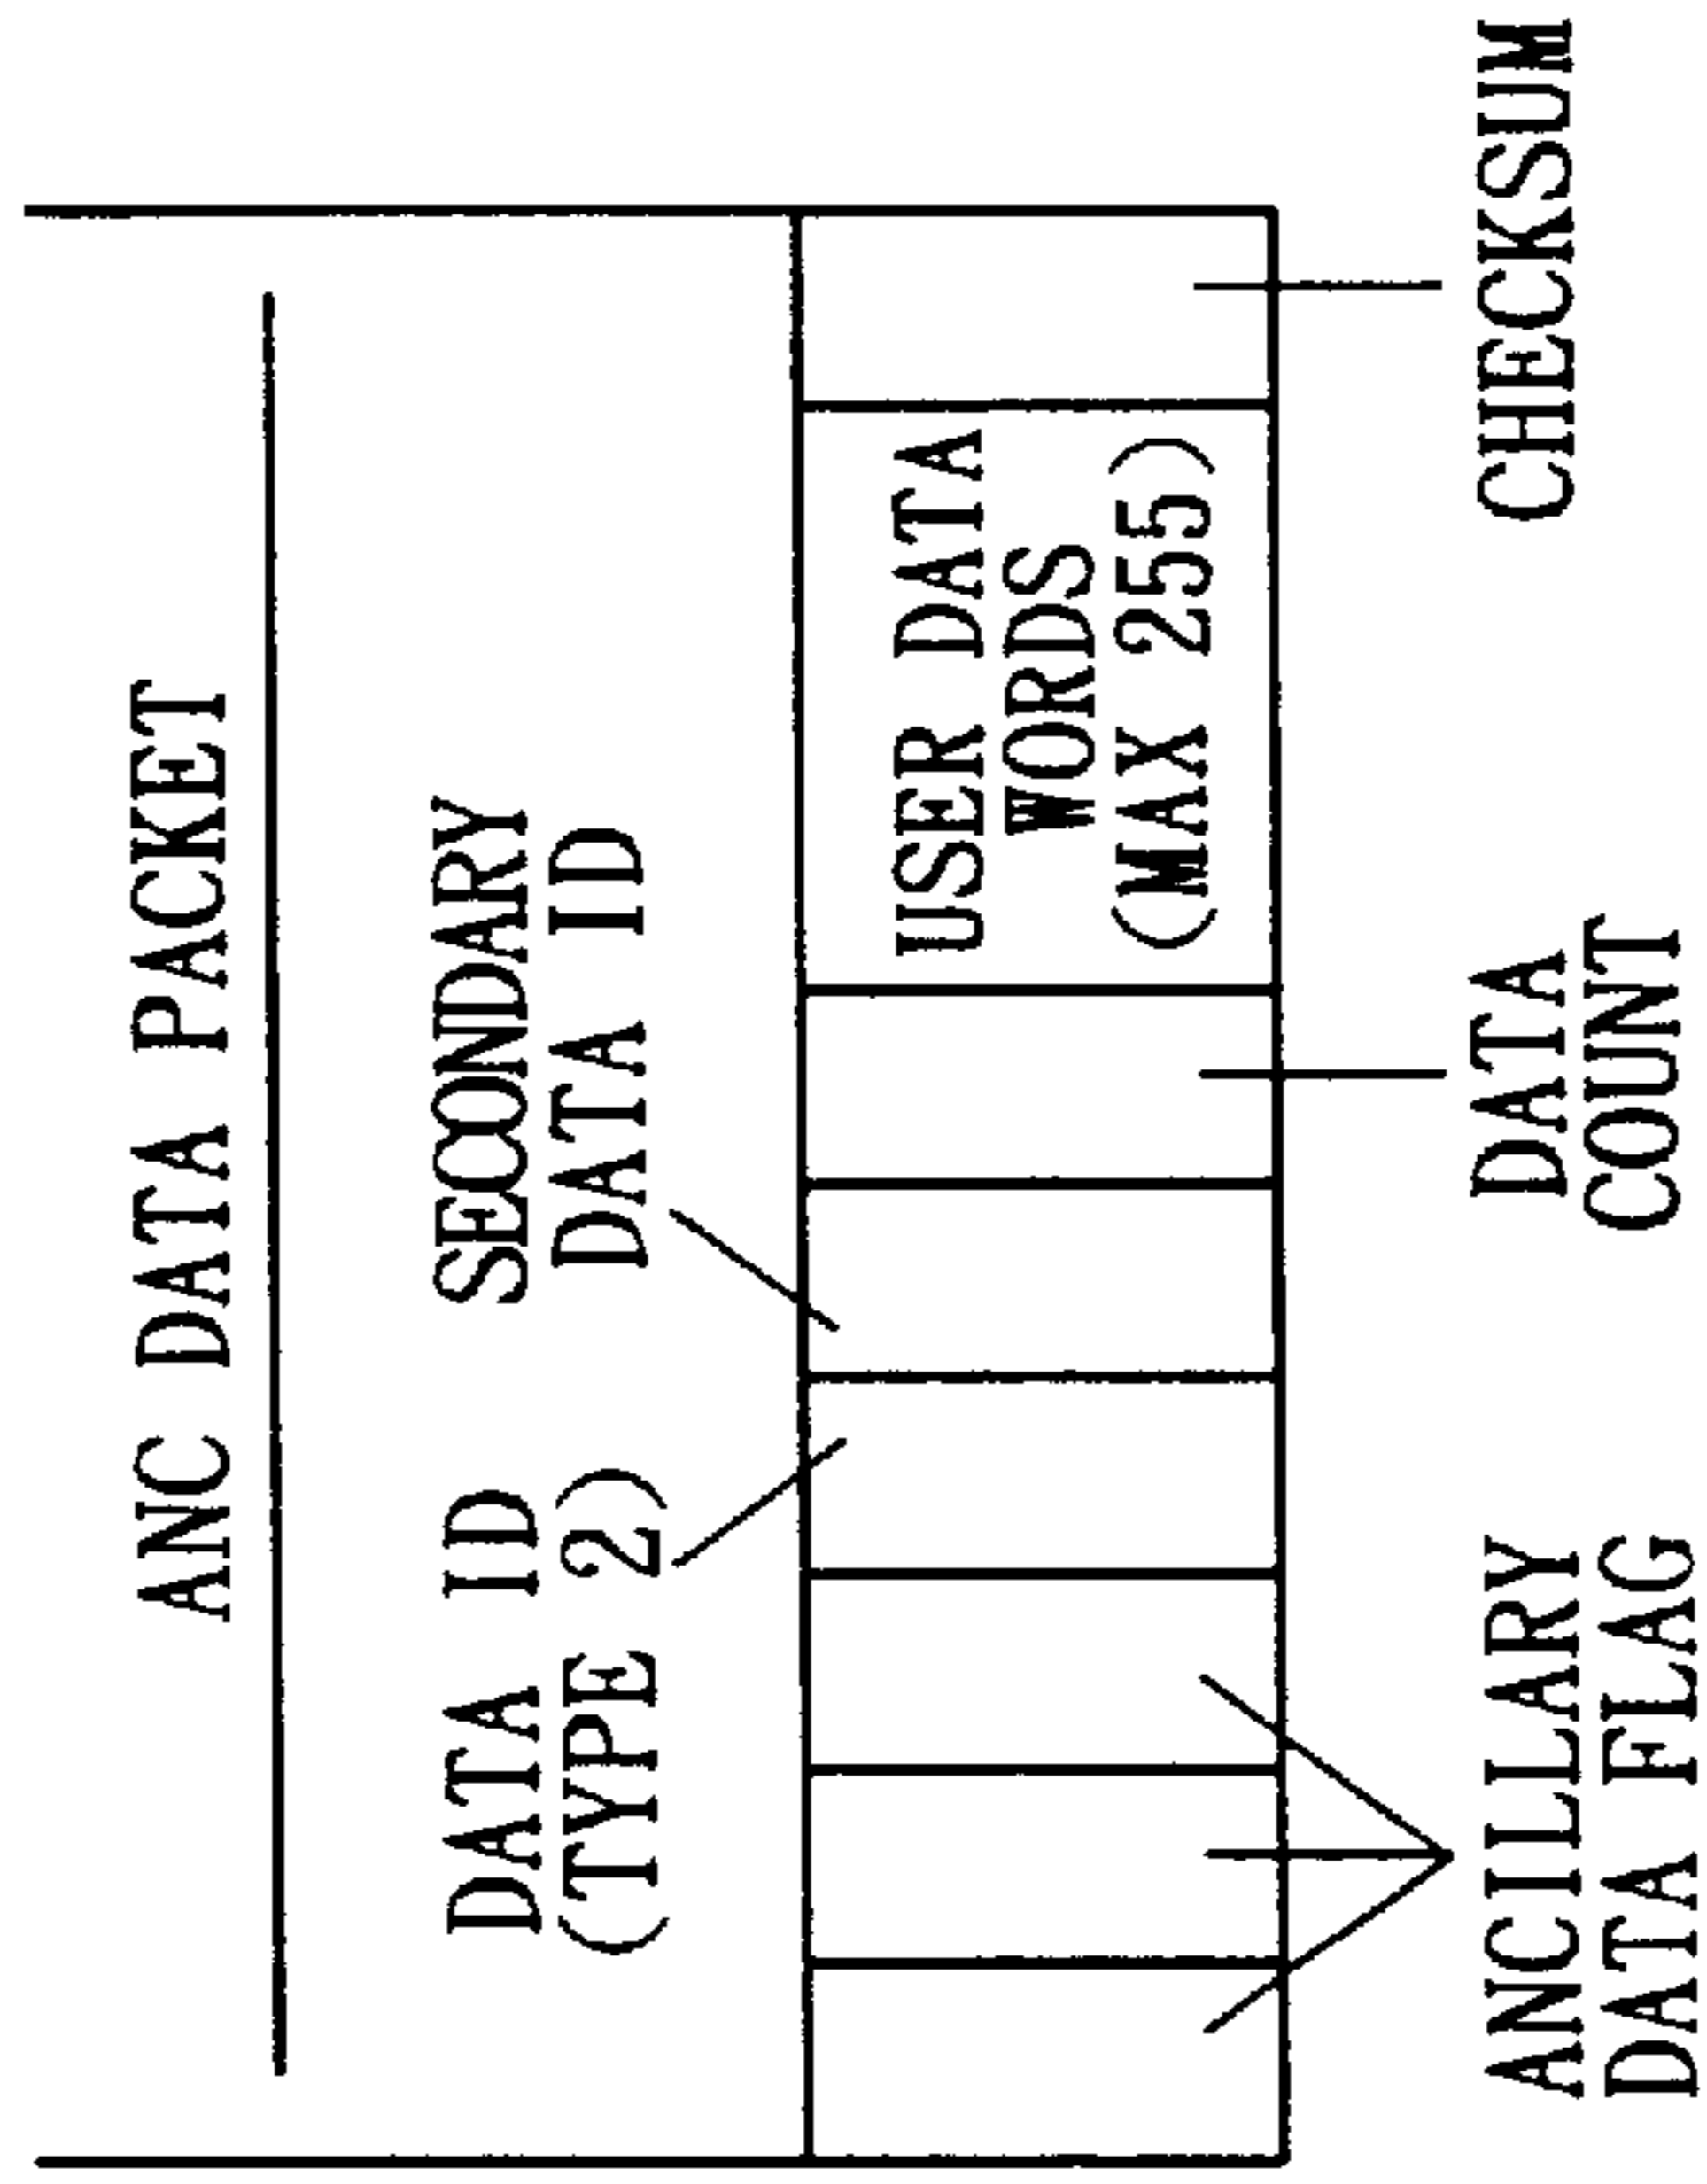 ANC DATA PACKET
DATA ID
(TYPE 2)
SECONDARY
DATA ID
USER DATA
WORDS
(MAX 255)
ANCILLARY
DATA FLAG
DATA
COUNT
CHECKSUM